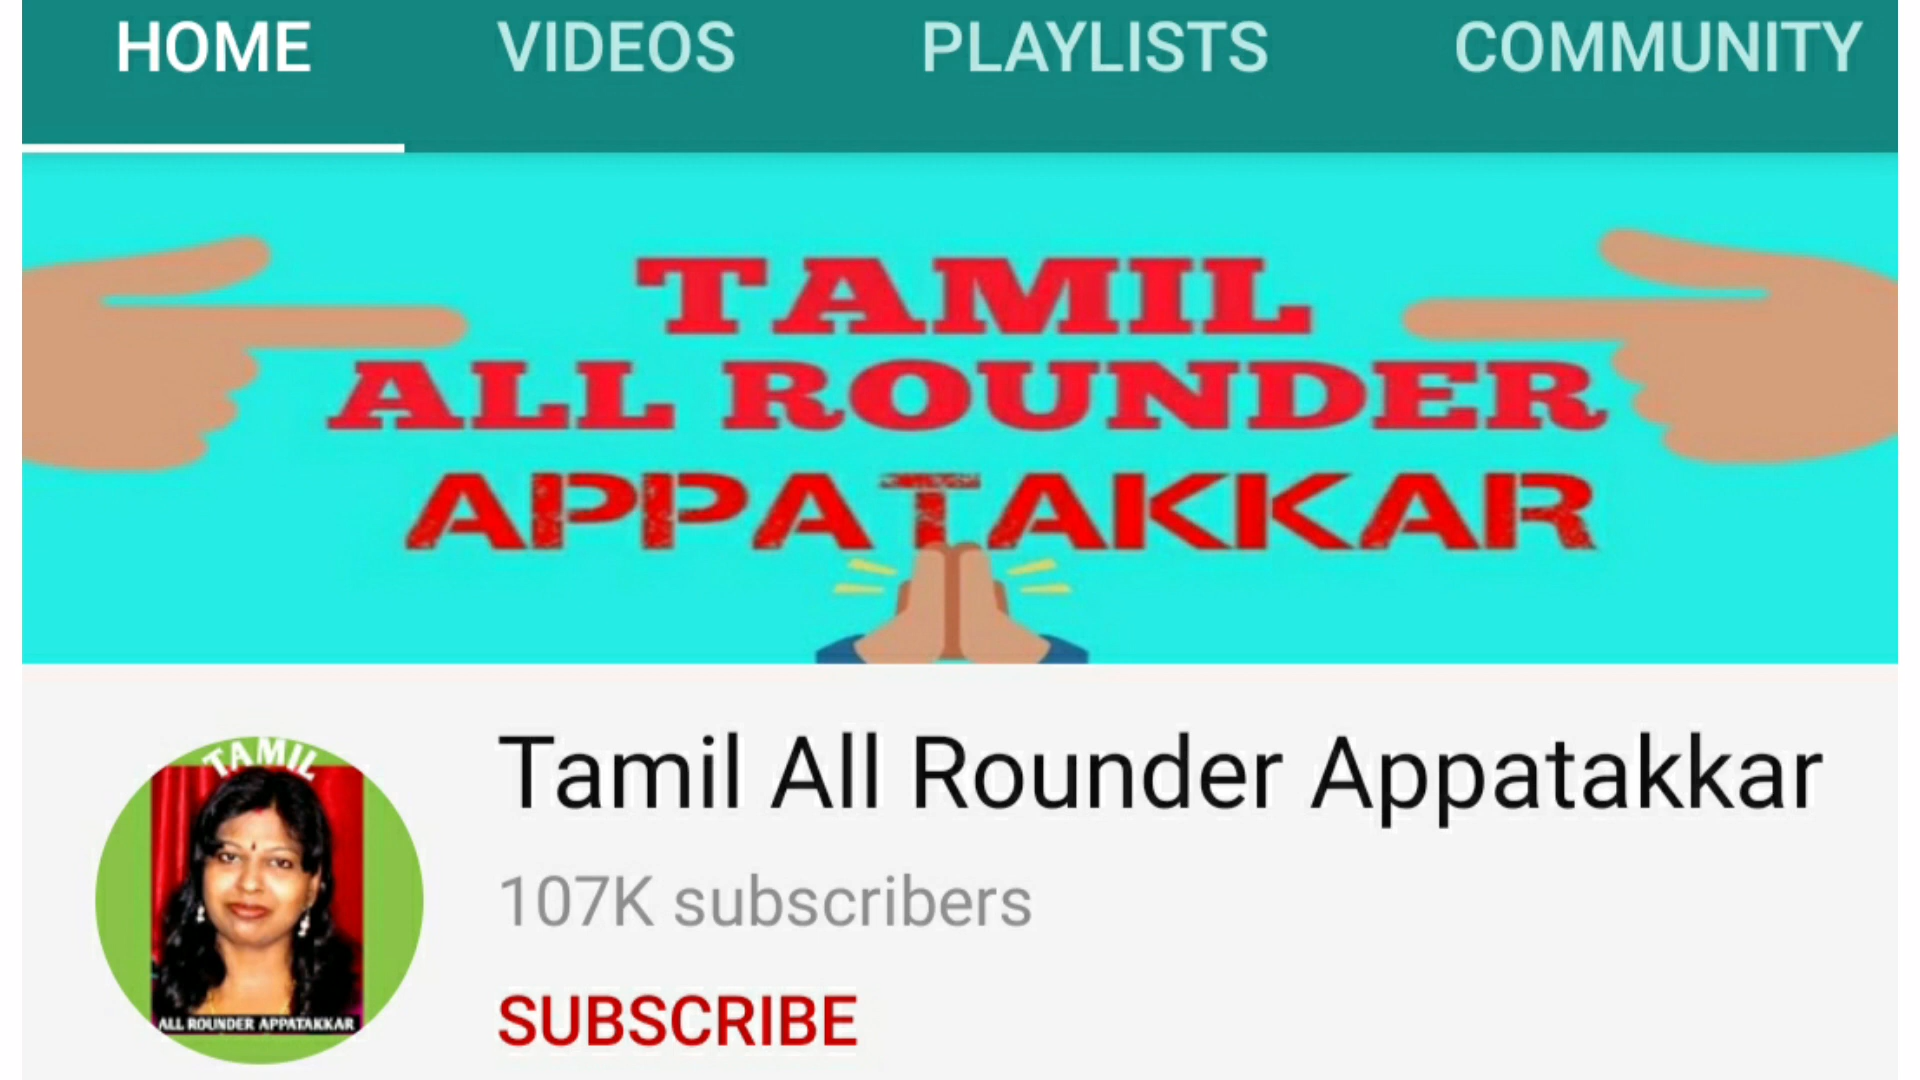 HOME VIDEOS PLAYLISTS COMMUNITY
TAMIL
ALL ROUNDER
APPATAKKAR
TAMIL
ALL ROUNDER APPATAKKAR
Tamil All Rounder Appatakkar
107K subscribers
SUBSCRIBE